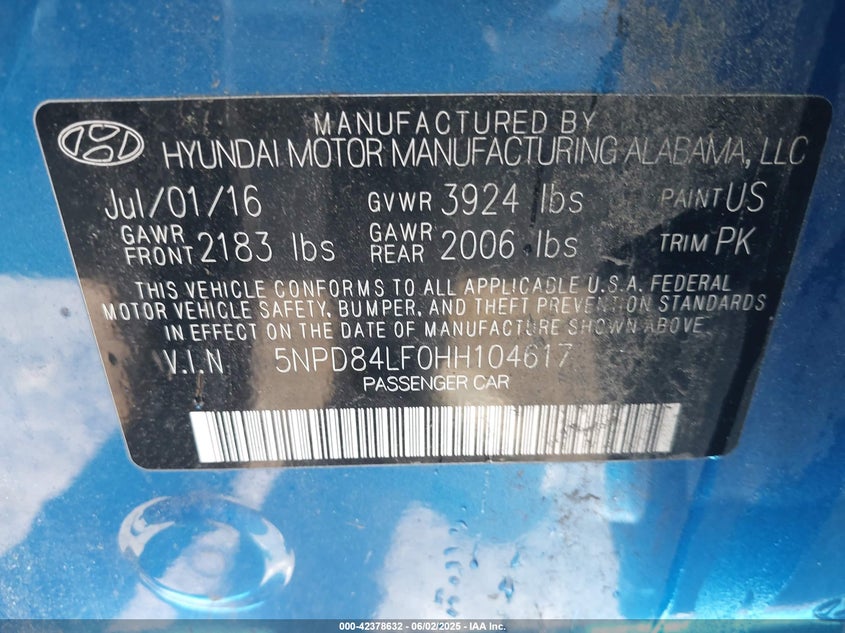 MANUFACTURED BY
HYUNDAI MOTOR MANUFACTURING ALABAMA, LLC
Jul/01/16 GVWR 3924 lbs PAINT US
GAWR FRONT 2183 lbs GAWR REAR 2006 lbs TRIM PK
THIS VEHICLE CONFORMS TO ALL APPLICABLE U.S.A. FEDERAL
MOTOR VEHICLE SAFETY, BUMPER, AND THEFT PREVENTION STANDARDS
IN EFFECT ON THE DATE OF MANUFACTURE SHOWN ABOVE.
V.I.N 5NPD84LF0HH104617
PASSENGER CAR
000-42378632 - 06/02/2025 - IAA Inc.